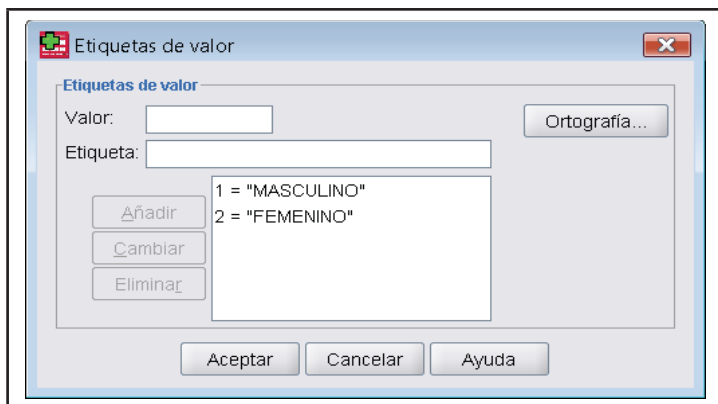 Etiquetas de valor
Etiquetas de valor
Valor:
Ortografía...
Etiqueta:
1 = "MASCULINO"
2 = "FEMENINO"
Añadir
Cambiar
Eliminar
Aceptar
Cancelar
Ayuda